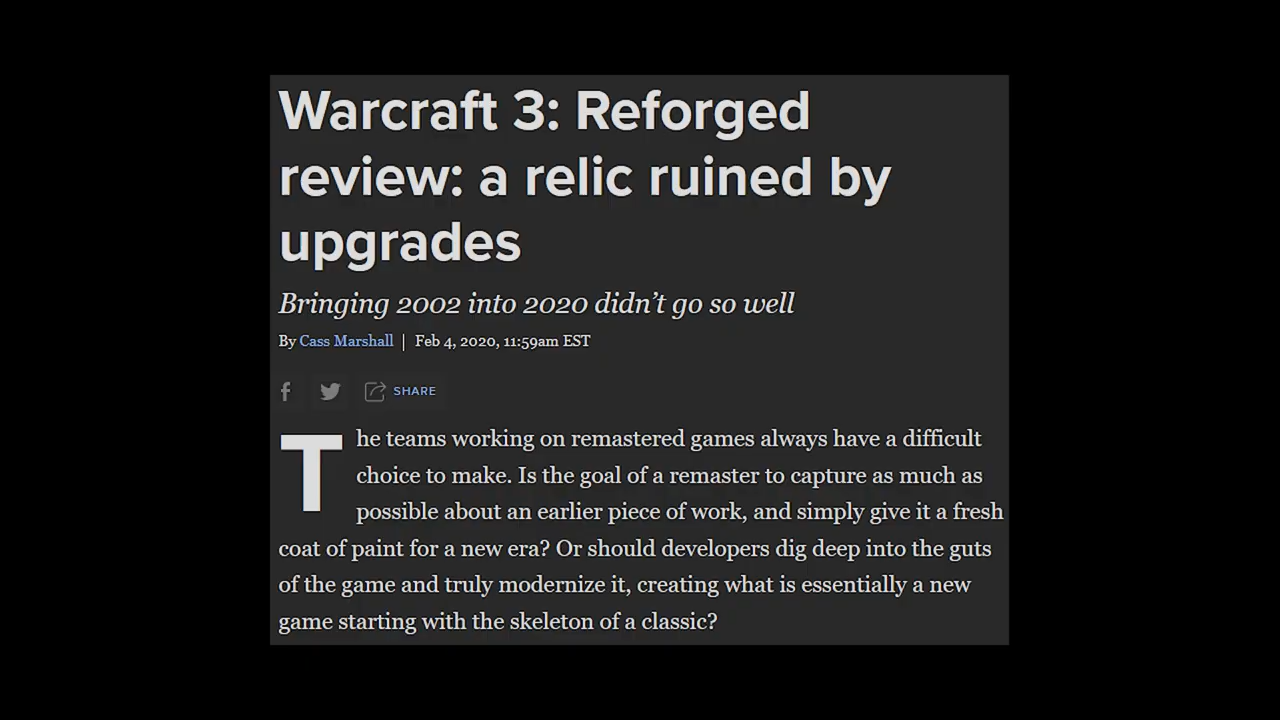 Warcraft 3: Reforged
review: a relic ruined by
upgrades
Bringing 2002 into 2020 didn’t go so well
By Cass Marshall | Feb 4, 2020, 11:59am EST
SHARE
The teams working on remastered games always have a difficult
choice to make. Is the goal of a remaster to capture as much as
possible about an earlier piece of work, and simply give it a fresh
coat of paint for a new era? Or should developers dig deep into the guts
of the game and truly modernize it, creating what is essentially a new
game starting with the skeleton of a classic?